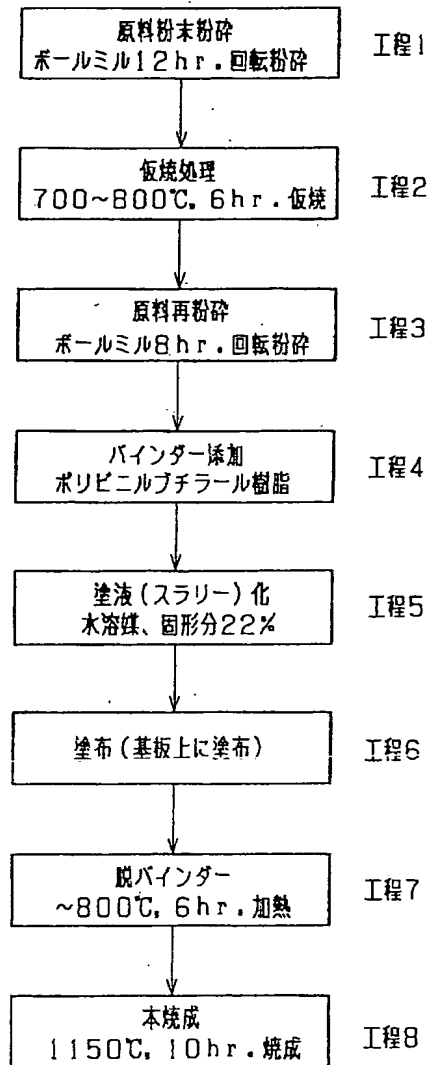 原料粉末粉砕
ボールミル12hr.回転粉砕
工程1
仮焼処理
700~800℃, 6hr.仮焼
工程2
原料再粉砕
ボールミル8hr.回転粉砕
工程3
バインダー添加
ポリビニルブチラール樹脂
工程4
塗液(スラリー)化
水溶媒、固形分22%
工程5
塗布(基板上に塗布)
工程6
脱バインダー
~800℃, 6hr.加熱
工程7
本焼成
1150℃, 10hr.焼成
工程8